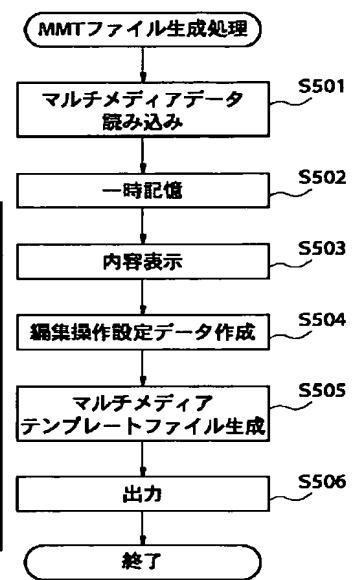 MMTファイル生成処理
S501
マルチメディアデータ
読み込み
S502
一時記憶
S503
内容表示
S504
編集操作設定データ作成
S505
マルチメディア
テンプレートファイル生成
S506
出力
終了